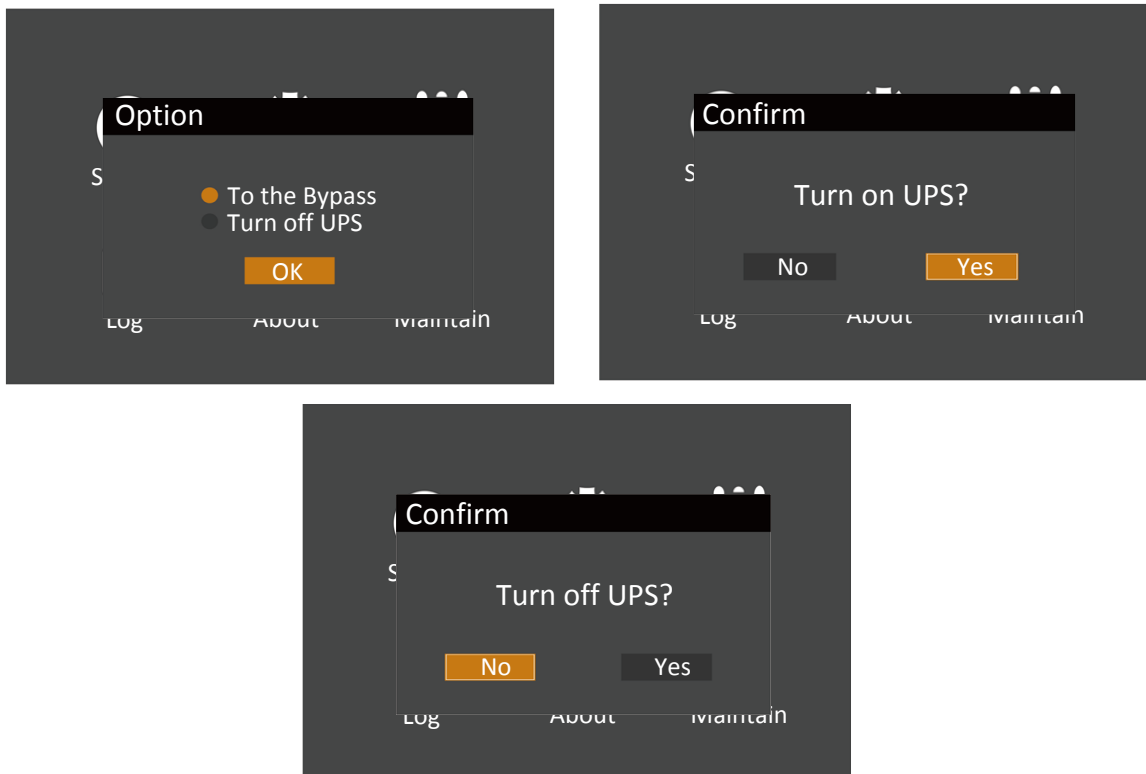 Option
S
To the Bypass
Turn off UPS
OK
Log About Maintain
Confirm
S
Turn on UPS?
No Yes
Log About Maintain
Confirm
S
Turn off UPS?
No Yes
Log About Maintain